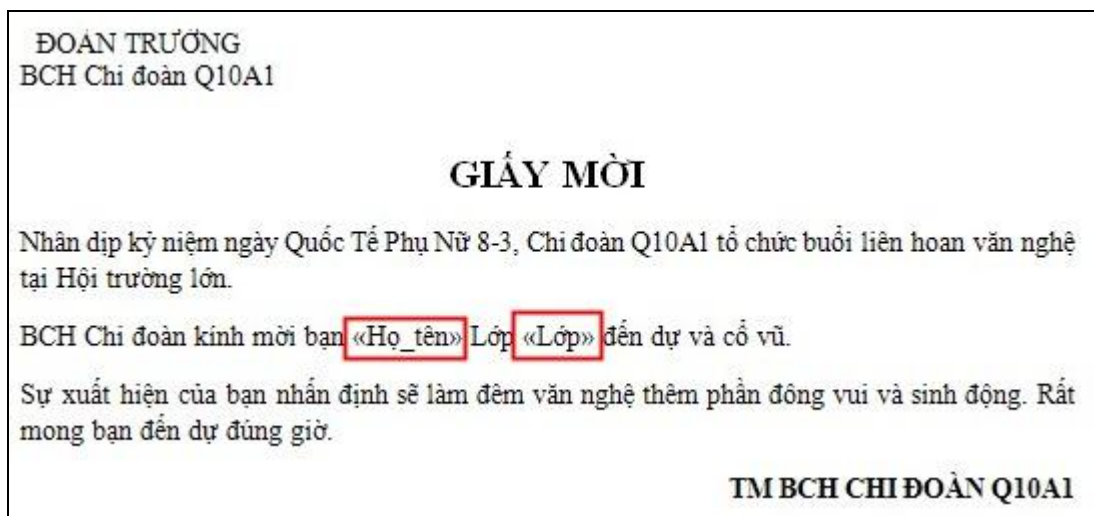 ĐOÀN TRƯỜNG
BCH Chi đoàn Q10A1
GIẤY MỜI
Nhân dịp kỷ niệm ngày Quốc Tế Phụ Nữ 8-3, Chi đoàn Q10A1 tổ chức buổi liên hoan văn nghệ
tại Hội trường lớn.
BCH Chi đoàn kính mời bạn «Họ_tên» Lớp «Lớp» đến dự và cổ vũ.
Sự xuất hiện của bạn nhấn định sẽ làm đêm văn nghệ thêm phần đông vui và sinh động. Rất
mong bạn đến dự đúng giờ.
TM BCH CHI ĐOÀN Q10A1